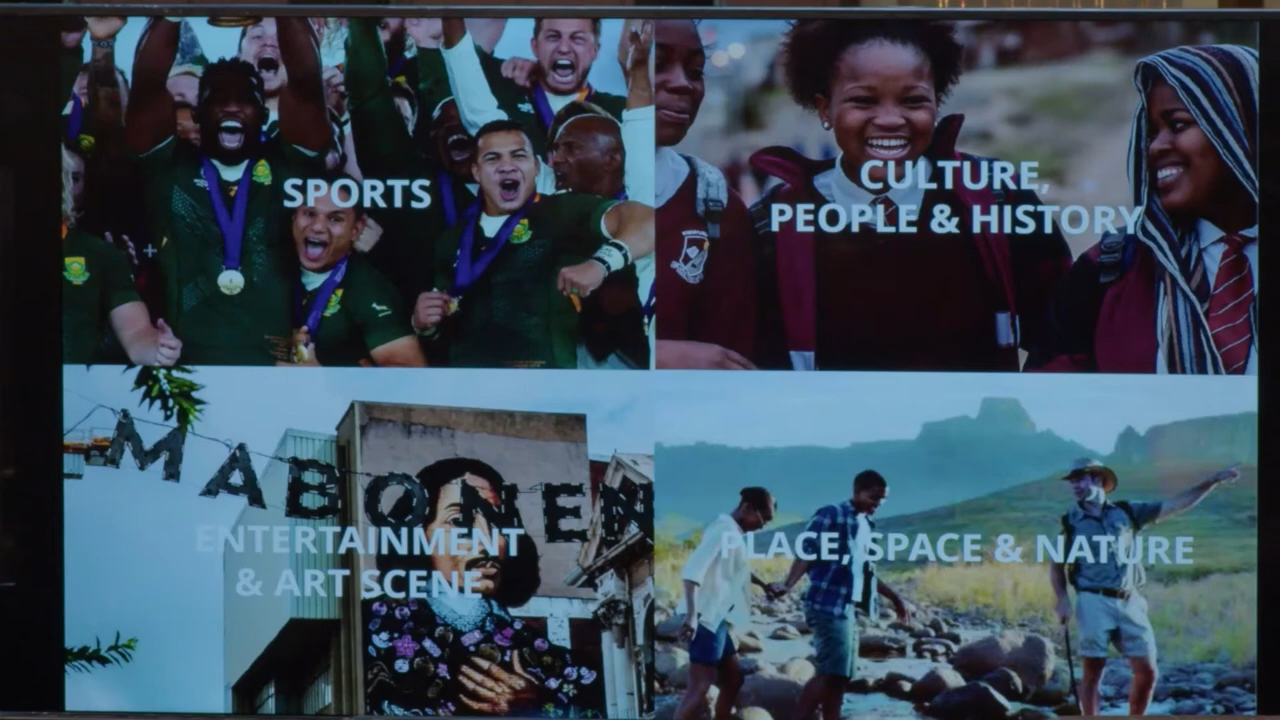 SPORTS
CULTURE,
PEOPLE & HISTORY
MABONEN
ENTERTAINMENT
& ART SCENE
PLACE, SPACE & NATURE